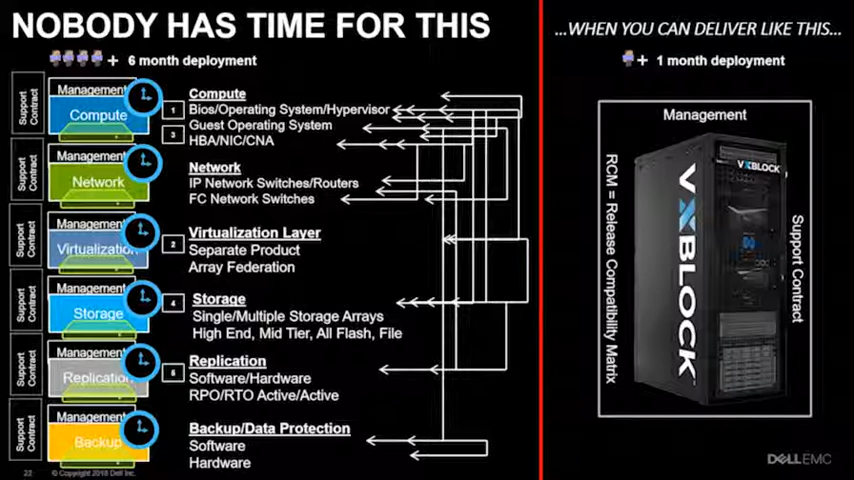 NOBODY HAS TIME FOR THIS
+ 6 month deployment
Support Contract
Management
Compute
1
3
Compute
Bios/Operating System/Hypervisor
Guest Operating System
HBA/NIC/CNA
Support Contract
Management
Network
Network
IP Network Switches/Routers
FC Network Switches
Support Contract
Management
Virtualization
2
Virtualization Layer
Separate Product
Array Federation
Support Contract
Management
Storage
4
Storage
Single/Multiple Storage Arrays
High End, Mid Tier, All Flash, File
Support Contract
Management
Replication
5
Replication
Software/Hardware
RPO/RTO Active/Active
Support Contract
Management
Backup
Backup/Data Protection
Software
Hardware
22 © Copyright 2018 Dell Inc.
...WHEN YOU CAN DELIVER LIKE THIS...
+ 1 month deployment
Management
RCM = Release Compatibility Matrix
VXBLOCK
VXBLOCK
Support Contract
DELLEMC